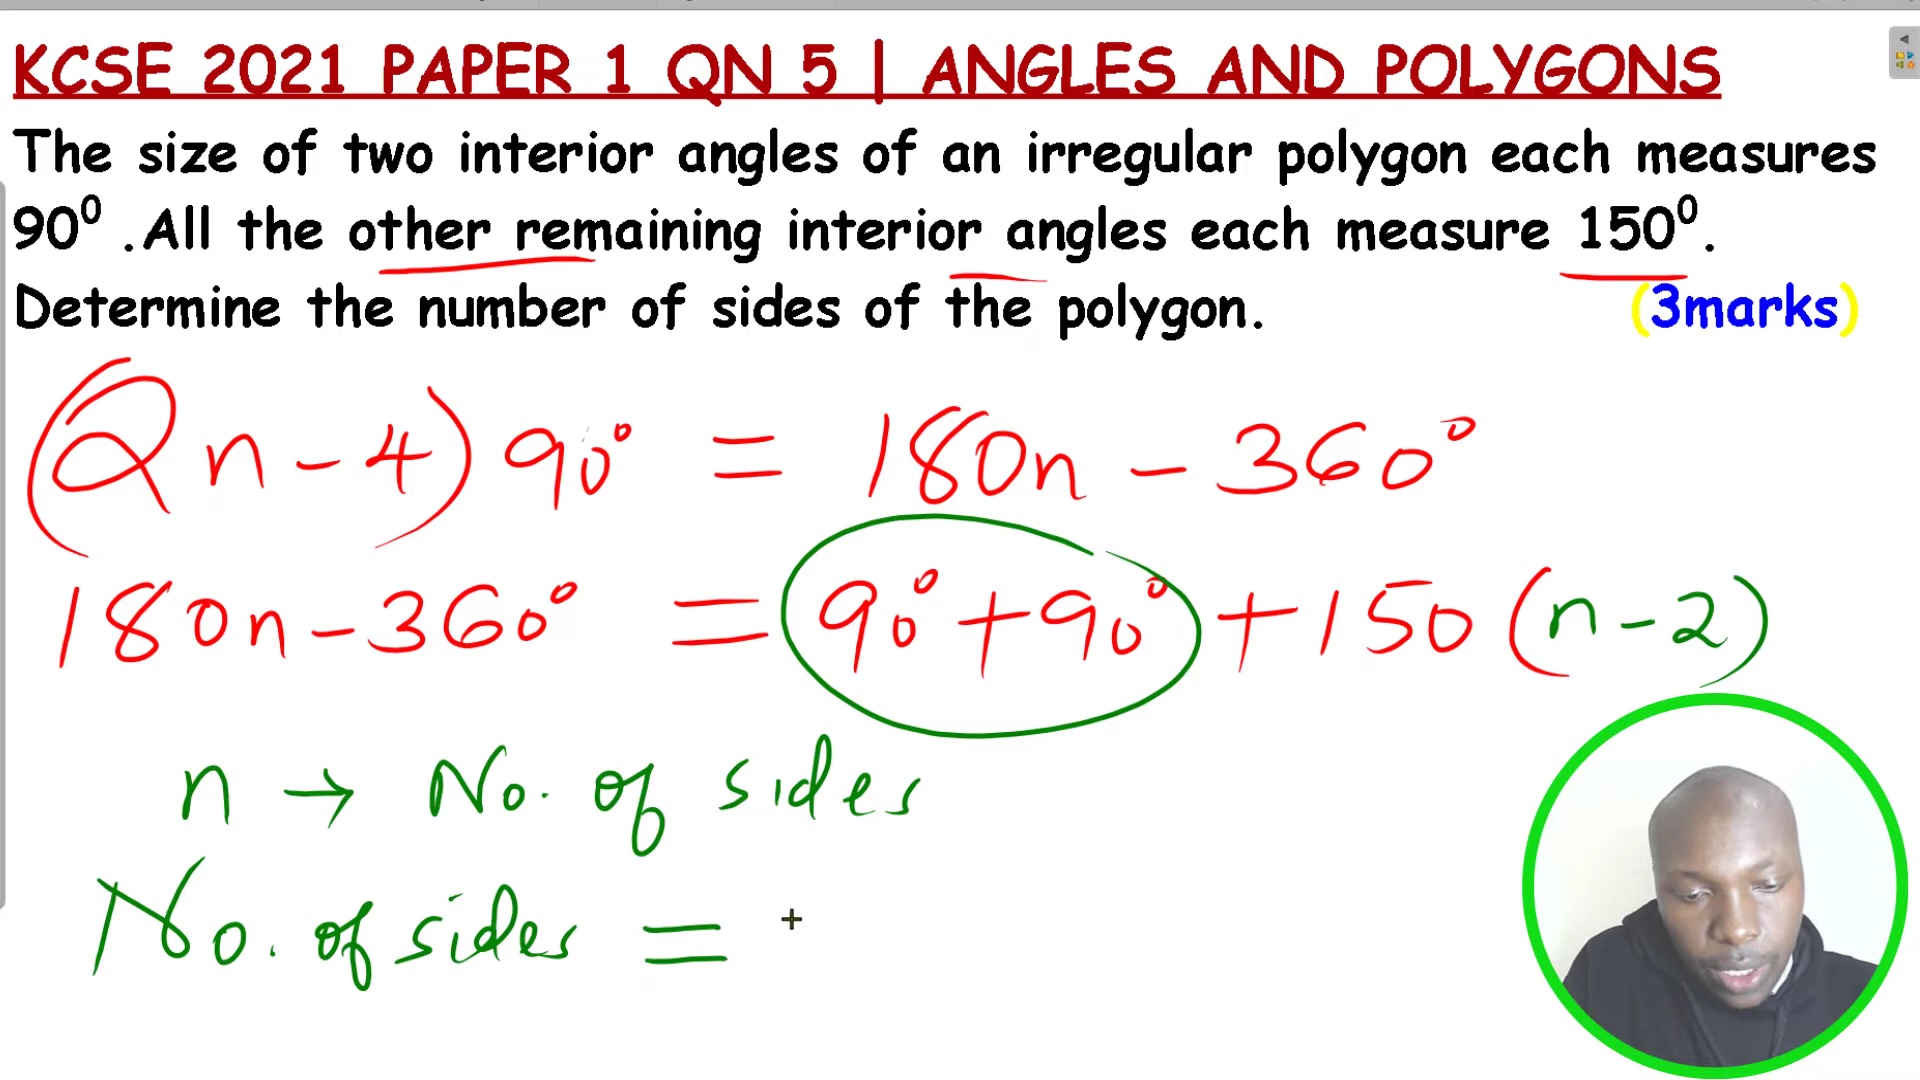 KCSE 2021 PAPER 1 QN 5 | ANGLES AND POLYGONS
The size of two interior angles of an irregular polygon each measures
90⁰ .All the other remaining interior angles each measure 150⁰.
Determine the number of sides of the polygon. (3marks)
(2n-4)90° = 180n - 360°
180n - 360° = 90° + 90° + 150(n-2)
n → No. of sides
No. of sides =